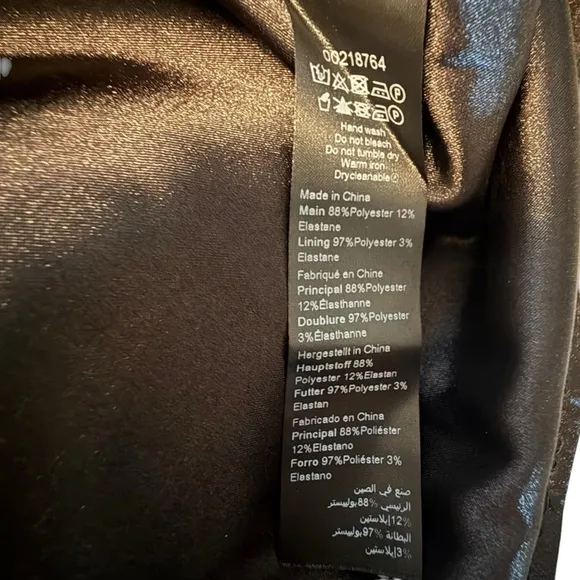 00218764
Hand wash
Do not bleach
Do not tumble dry
Warm iron
Drycleanable Ⓟ
Made in China
Main 88%Polyester 12%
Elastane
Lining 97%Polyester 3%
Elastane
Fabriqué en Chine
Principal 88%Polyester
12%Élasthanne
Doublure 97%Polyester
3%Élasthanne
Hergestellt in China
Hauptstoff 88%
Polyester 12%Elastan
Futter 97%Polyester 3%
Elastan
Fabricado en China
Principal 88%Poliéster
12%Elastano
Forro 97%Poliéster 3%
Elastano
صنع في الصين
الرئيسي 88%بوليستر
12%إيلاستين
البطانة 97%بوليستر
3%إيلاستين